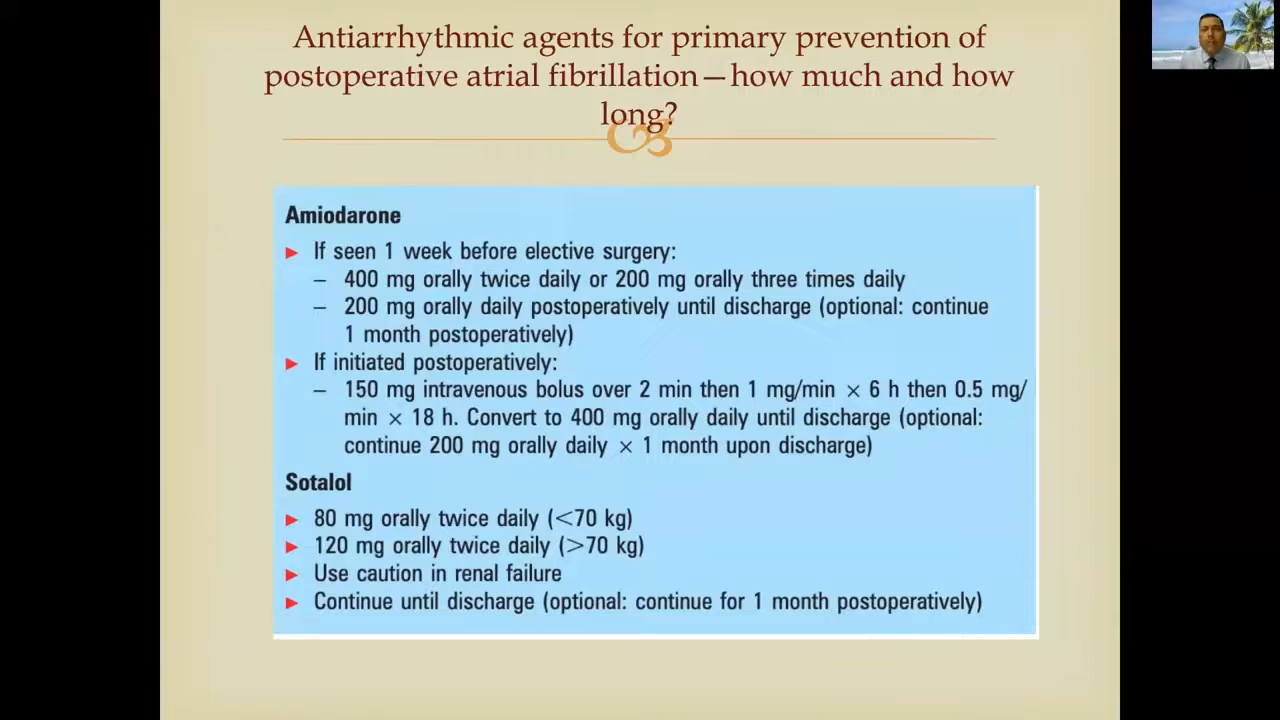 Antiarrhythmic agents for primary prevention of
postoperative atrial fibrillation—how much and how
long?
Amiodarone
► If seen 1 week before elective surgery:
– 400 mg orally twice daily or 200 mg orally three times daily
– 200 mg orally daily postoperatively until discharge (optional: continue
1 month postoperatively)
► If initiated postoperatively:
– 150 mg intravenous bolus over 2 min then 1 mg/min × 6 h then 0.5 mg/
min × 18 h. Convert to 400 mg orally daily until discharge (optional:
continue 200 mg orally daily × 1 month upon discharge)
Sotalol
► 80 mg orally twice daily (<70 kg)
► 120 mg orally twice daily (>70 kg)
► Use caution in renal failure
► Continue until discharge (optional: continue for 1 month postoperatively)